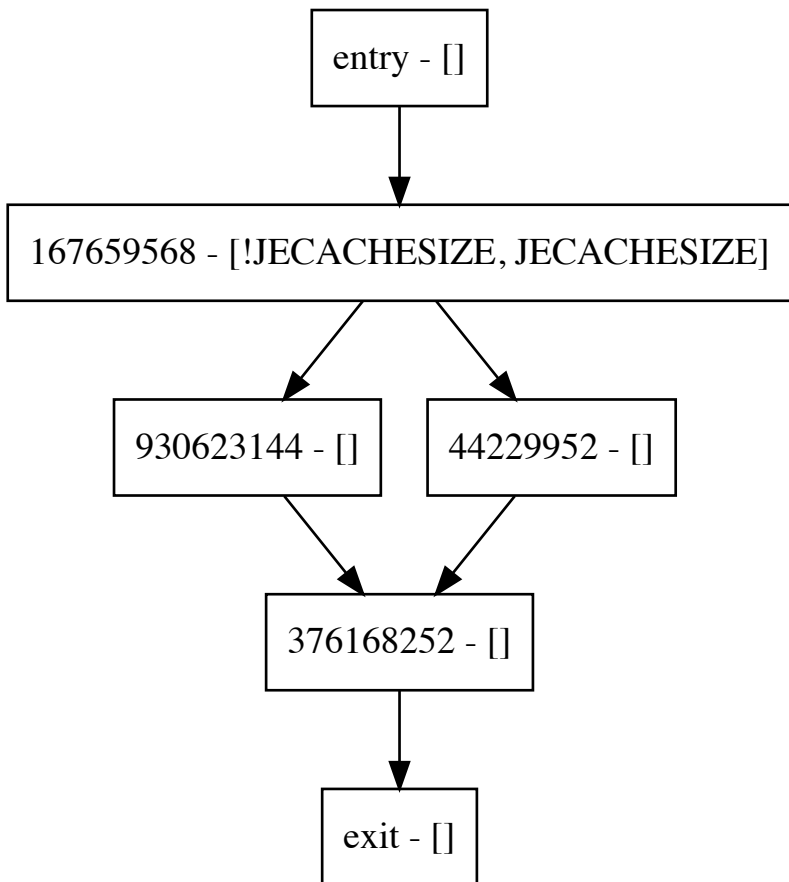 entry - []
167659568 - [!JECACHESIZE, JECACHESIZE]
930623144 - []
44229952 - []
376168252 - []
exit - []